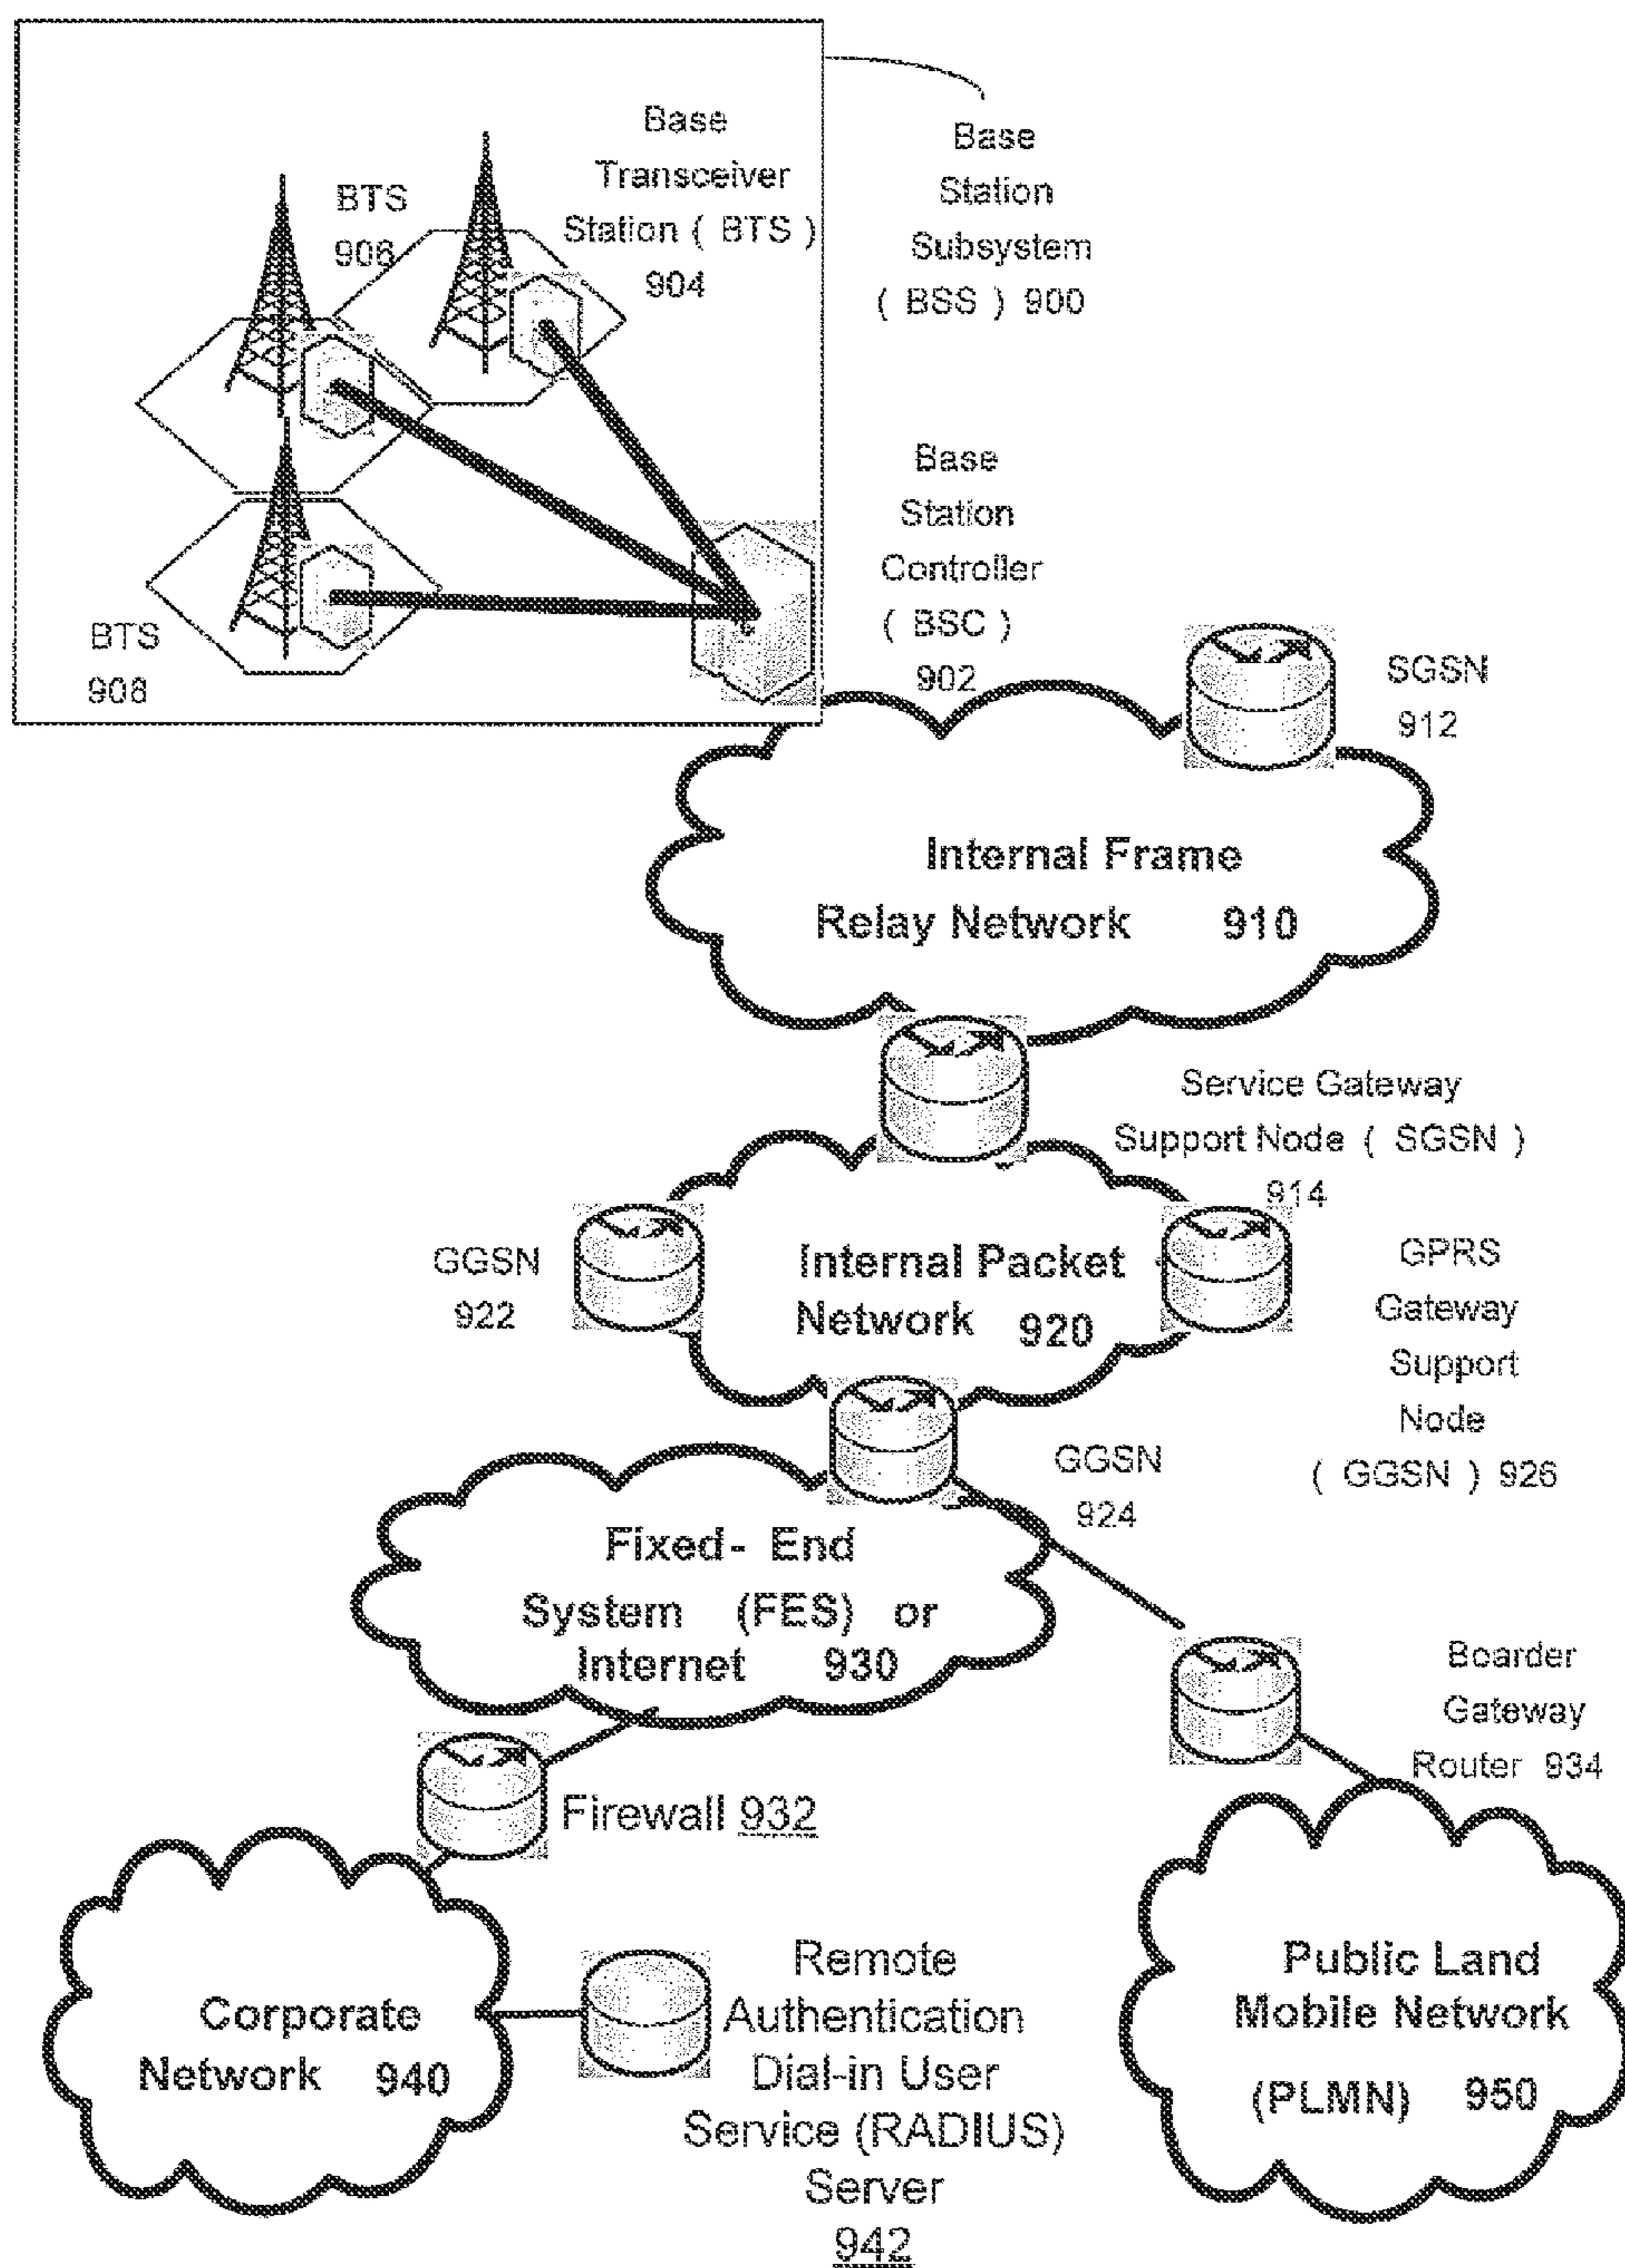 Base
Transceiver
Station ( BTS )
904
BTS
906
Base
Station
Subsystem
( BSS ) 900
BTS
908
Base
Station
Controller
( BSC )
902
SGSN
912
Internal Frame
Relay Network 910
Service Gateway
Support Node ( SGSN )
914
GGSN
922
Internal Packet
Network 920
GPRS
Gateway
Support
Node
( GGSN ) 926
GGSN
924
Fixed- End
System (FES) or
Internet 930
Boarder
Gateway
Router 934
Firewall 932
Corporate
Network 940
Remote
Authentication
Dial-in User
Service (RADIUS)
Server
942
Public Land
Mobile Network
(PLMN) 950